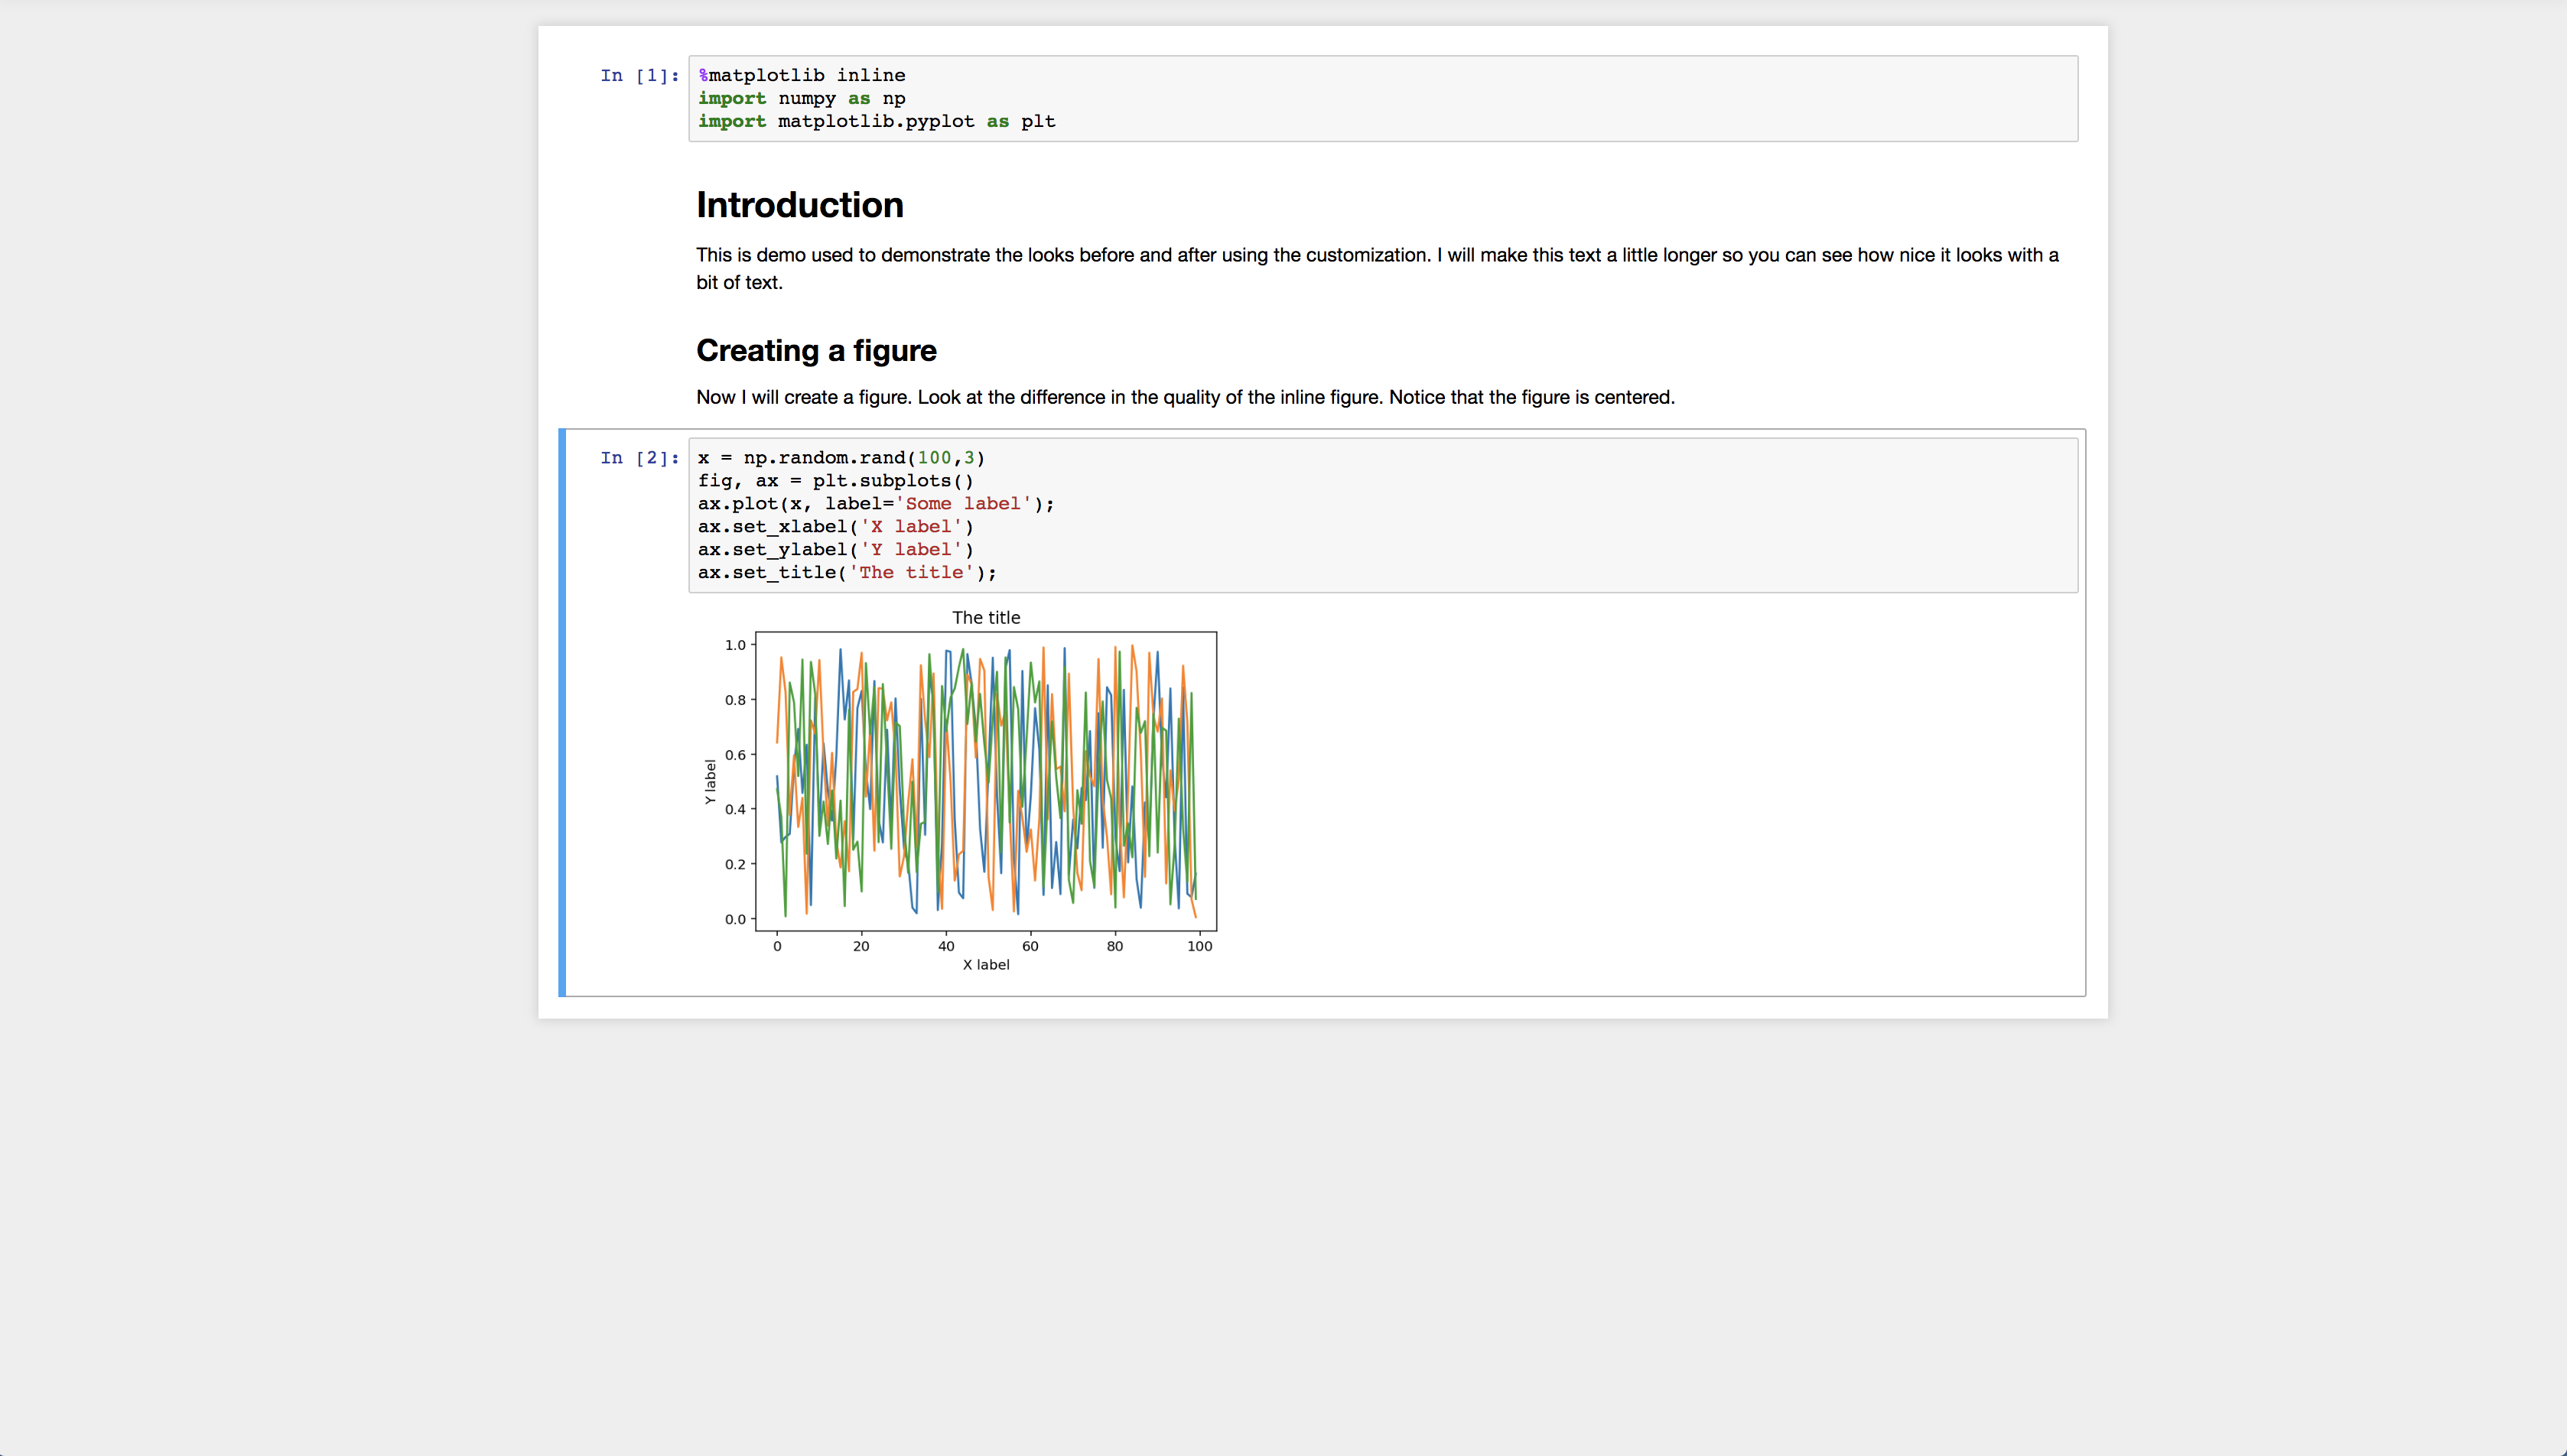 In [1]: %matplotlib inline
import numpy as np
import matplotlib.pyplot as plt
Introduction
This is demo used to demonstrate the looks before and after using the customization. I will make this text a little longer so you can see how nice it looks with a
bit of text.
Creating a figure
Now I will create a figure. Look at the difference in the quality of the inline figure. Notice that the figure is centered.
In [2]: x = np.random.rand(100,3)
fig, ax = plt.subplots()
ax.plot(x, label='Some label');
ax.set_xlabel('X label')
ax.set_ylabel('Y label')
ax.set_title('The title');
The title
1.0
0.8
0.6
0.4
0.2
0.0
Y label
0 20 40 60 80 100
X label